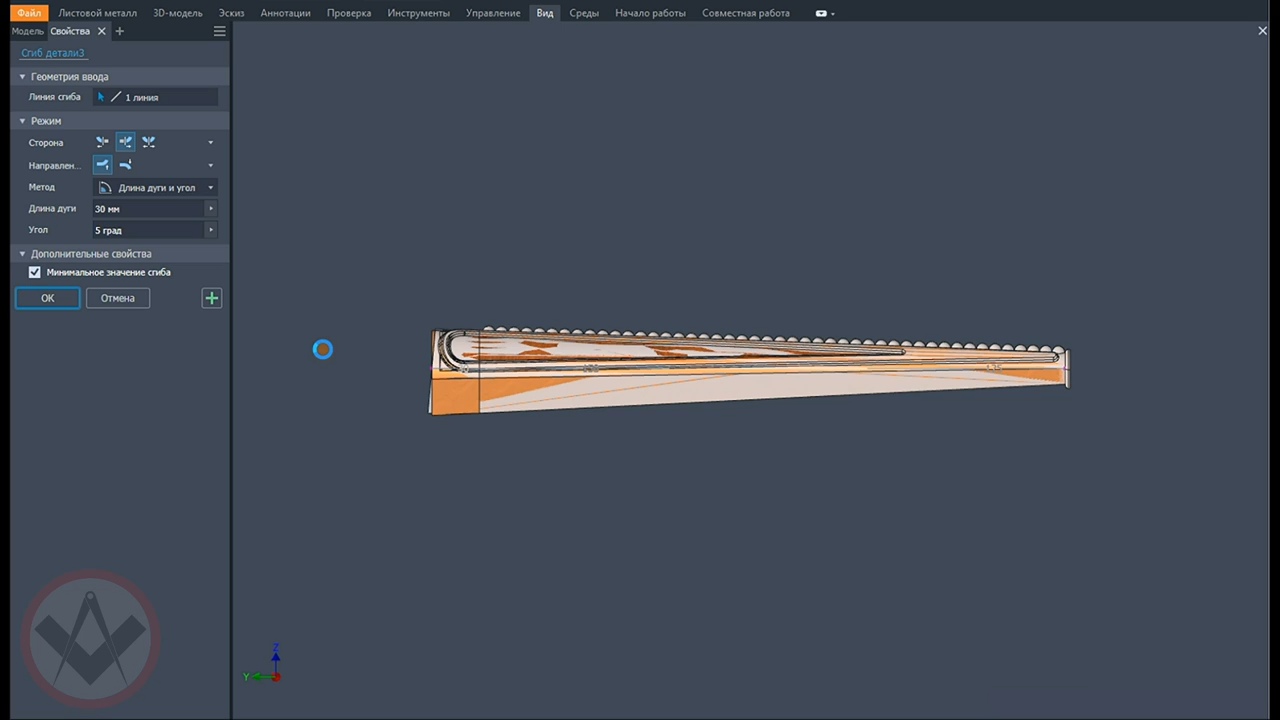 Файл Листовой металл 3D-модель Эскиз Аннотации Проверка Инструменты Управление Вид Среды Начало работы Совместная работа
Модель Свойства
Сгиб детали3
Геометрия ввода
Линия сгиба 1 линия
Режим
Сторона
Направлен...
Метод Длина дуги и угол
Длина дуги 30 мм
Угол 5 град
Дополнительные свойства
Минимальное значение сгиба
ОК Отмена
Z
Y